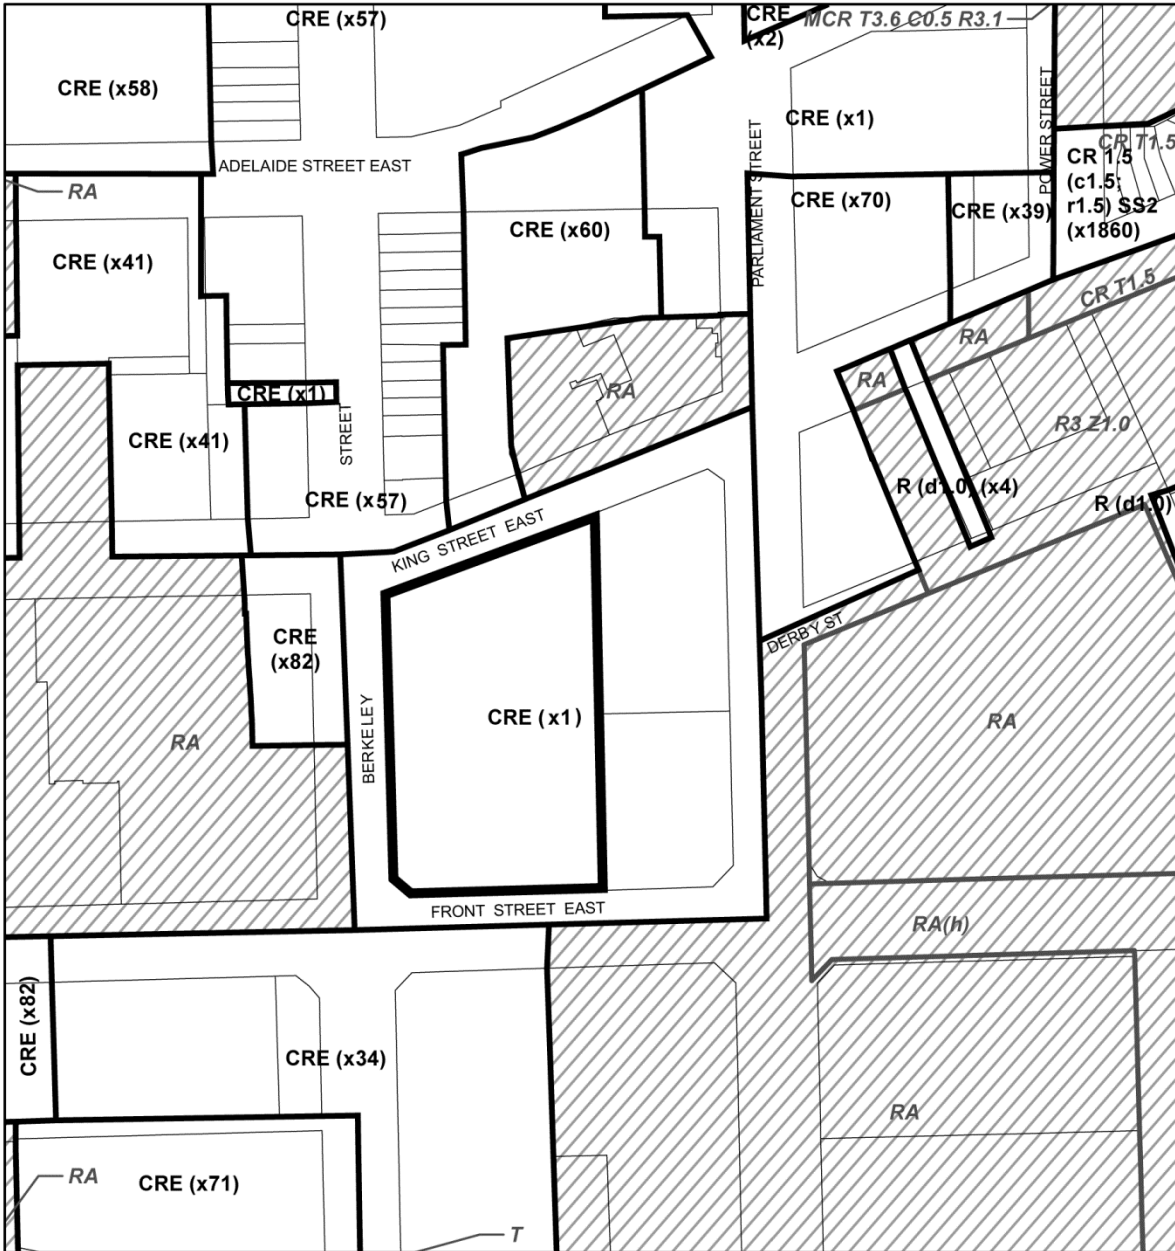 CRE (x57)
CRE
(x2)
MCR T3.6 C0.5 R3.1
CRE (x58)
CRE (x1)
PARLIAMENT STREET
POWER STREET
CR T1.5
CR 1.5
(c1.5;
r1.5) SS2
(x1860)
ADELAIDE STREET EAST
RA
CRE (x70)
CRE (x39)
CRE (x60)
CRE (x41)
CR T1.5
RA
RA
RA
CRE (x1)
STREET
R3 Z1.0
CRE (x41)
CRE (x57)
R (d1.0) (x4)
R (d1.0)
KING STREET EAST
CRE
(x82)
DERBY ST
CRE (x1)
RA
RA
BERKELEY
FRONT STREET EAST
RA(h)
CRE (x82)
CRE (x34)
RA
RA
CRE (x71)
T